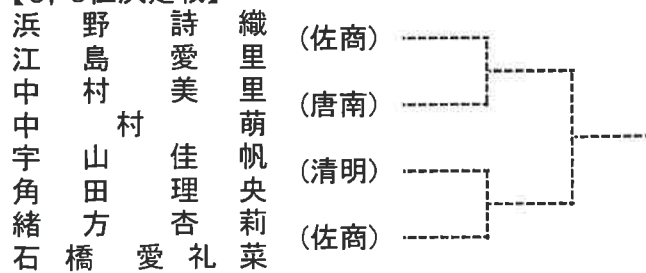 浜野詩織
江島愛里 (佐商)
中村美里
中村萌 (唐南)
宇山佳帆
角田理央 (清明)
緒方杏莉
石橋愛礼菜 (佐商)